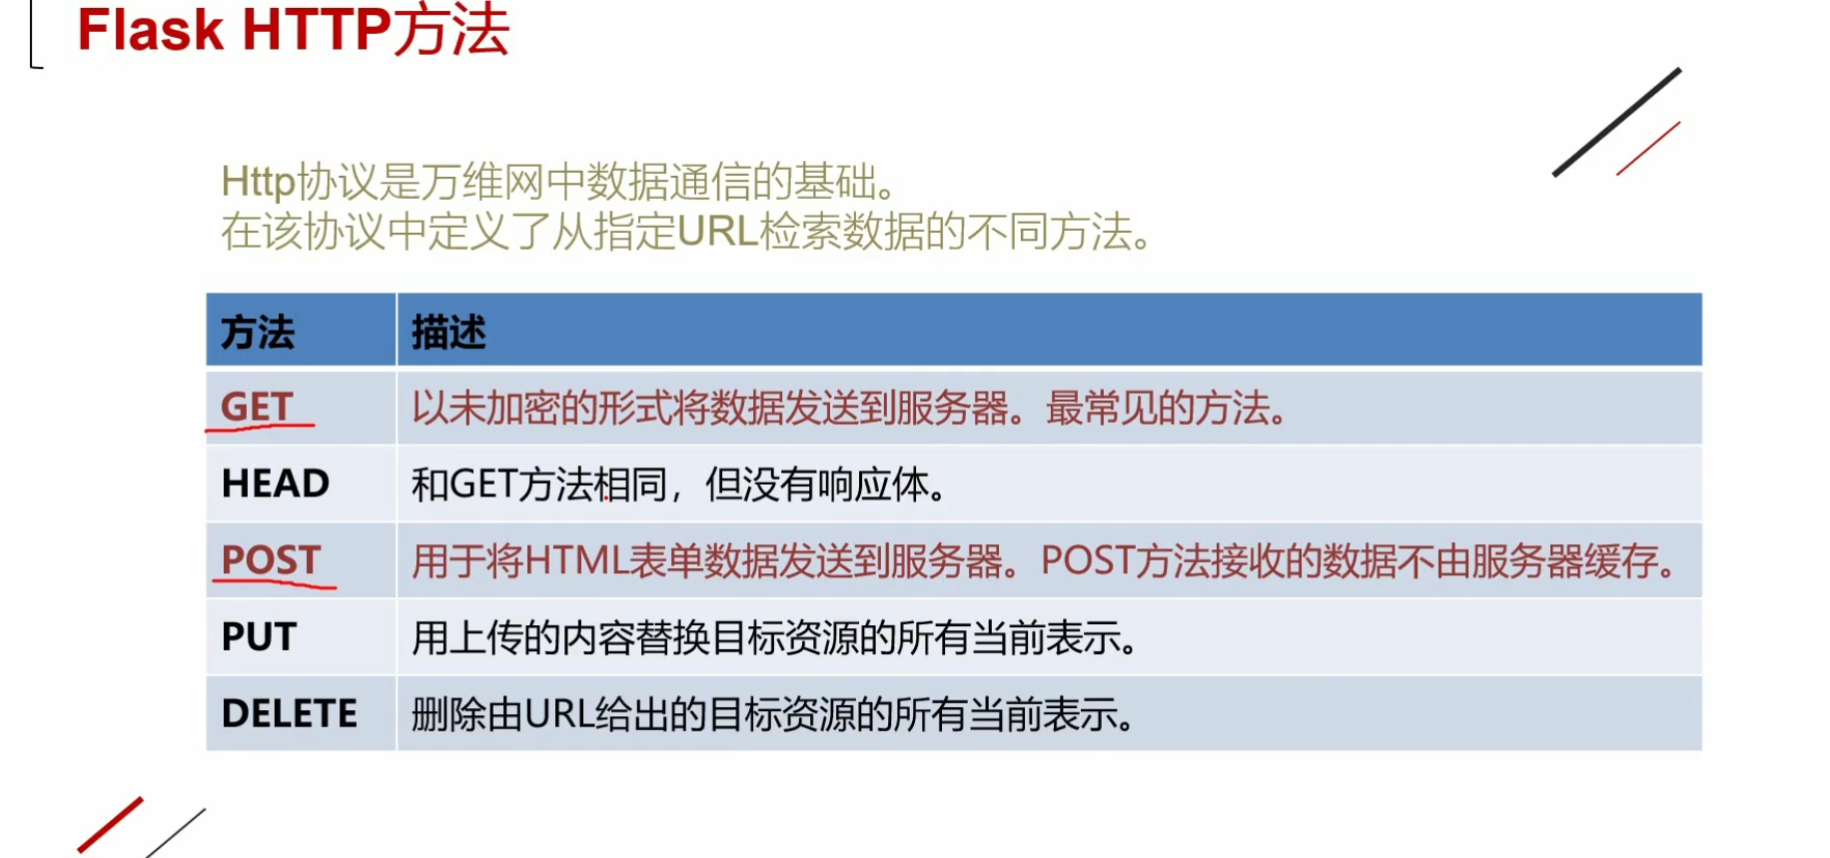 Flask HTTP方法
Http协议是万维网中数据通信的基础。
在该协议中定义了从指定URL检索数据的不同方法。
方法 描述
GET 以未加密的形式将数据发送到服务器。最常见的方法。
HEAD 和GET方法相同，但没有响应体。
POST 用于将HTML表单数据发送到服务器。POST方法接收的数据不由服务器缓存。
PUT 用上传的内容替换目标资源的所有当前表示。
DELETE 删除由URL给出的目标资源的所有当前表示。